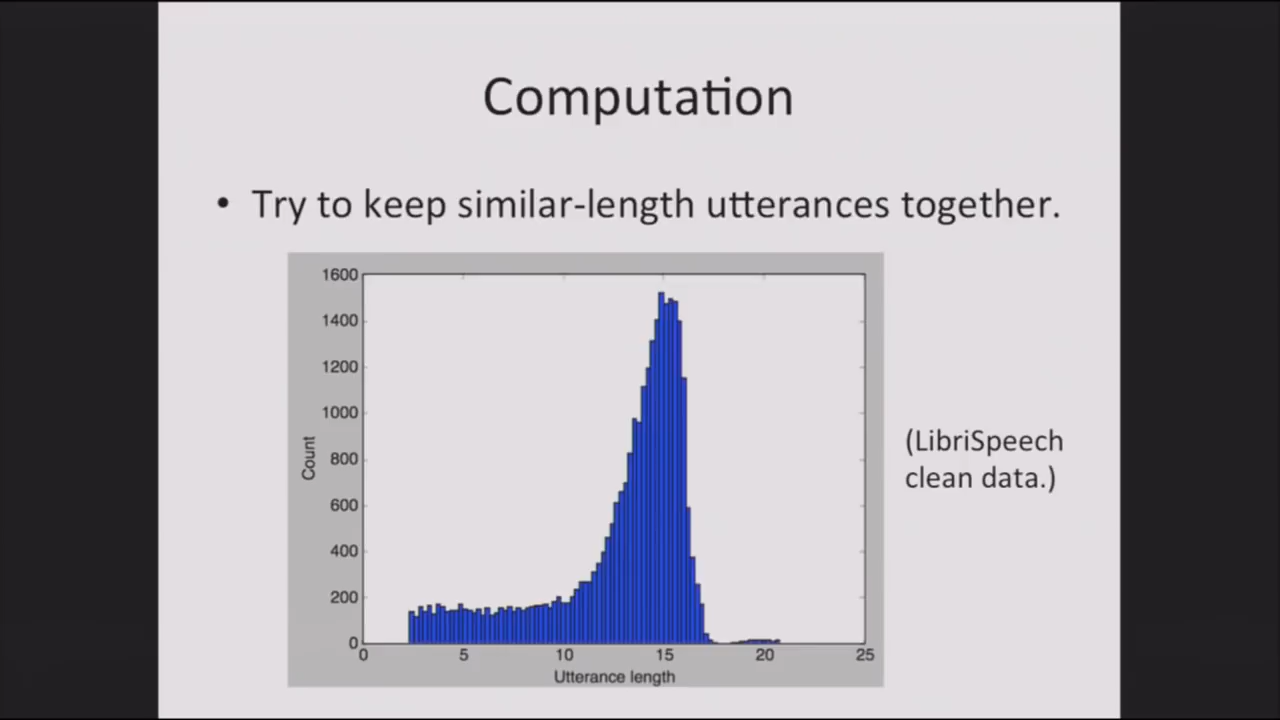 Computation
• Try to keep similar-length utterances together.
1600
1400
1200
1000
800
600
400
200
0
Count
0 5 10 15 20 25
Utterance length
(LibriSpeech
clean data.)